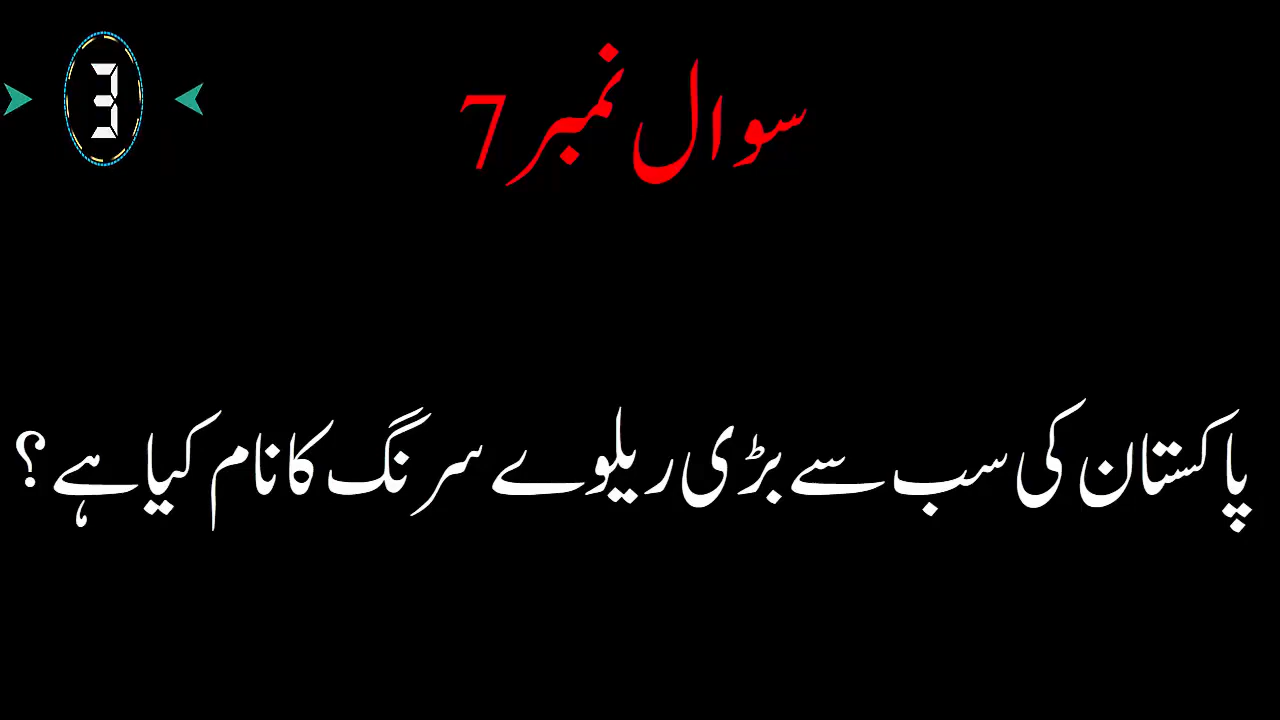 3
سوال نمبر 7
پاکستان کی سب سے بڑی ریلوے سرنگ کا نام کیا ہے؟